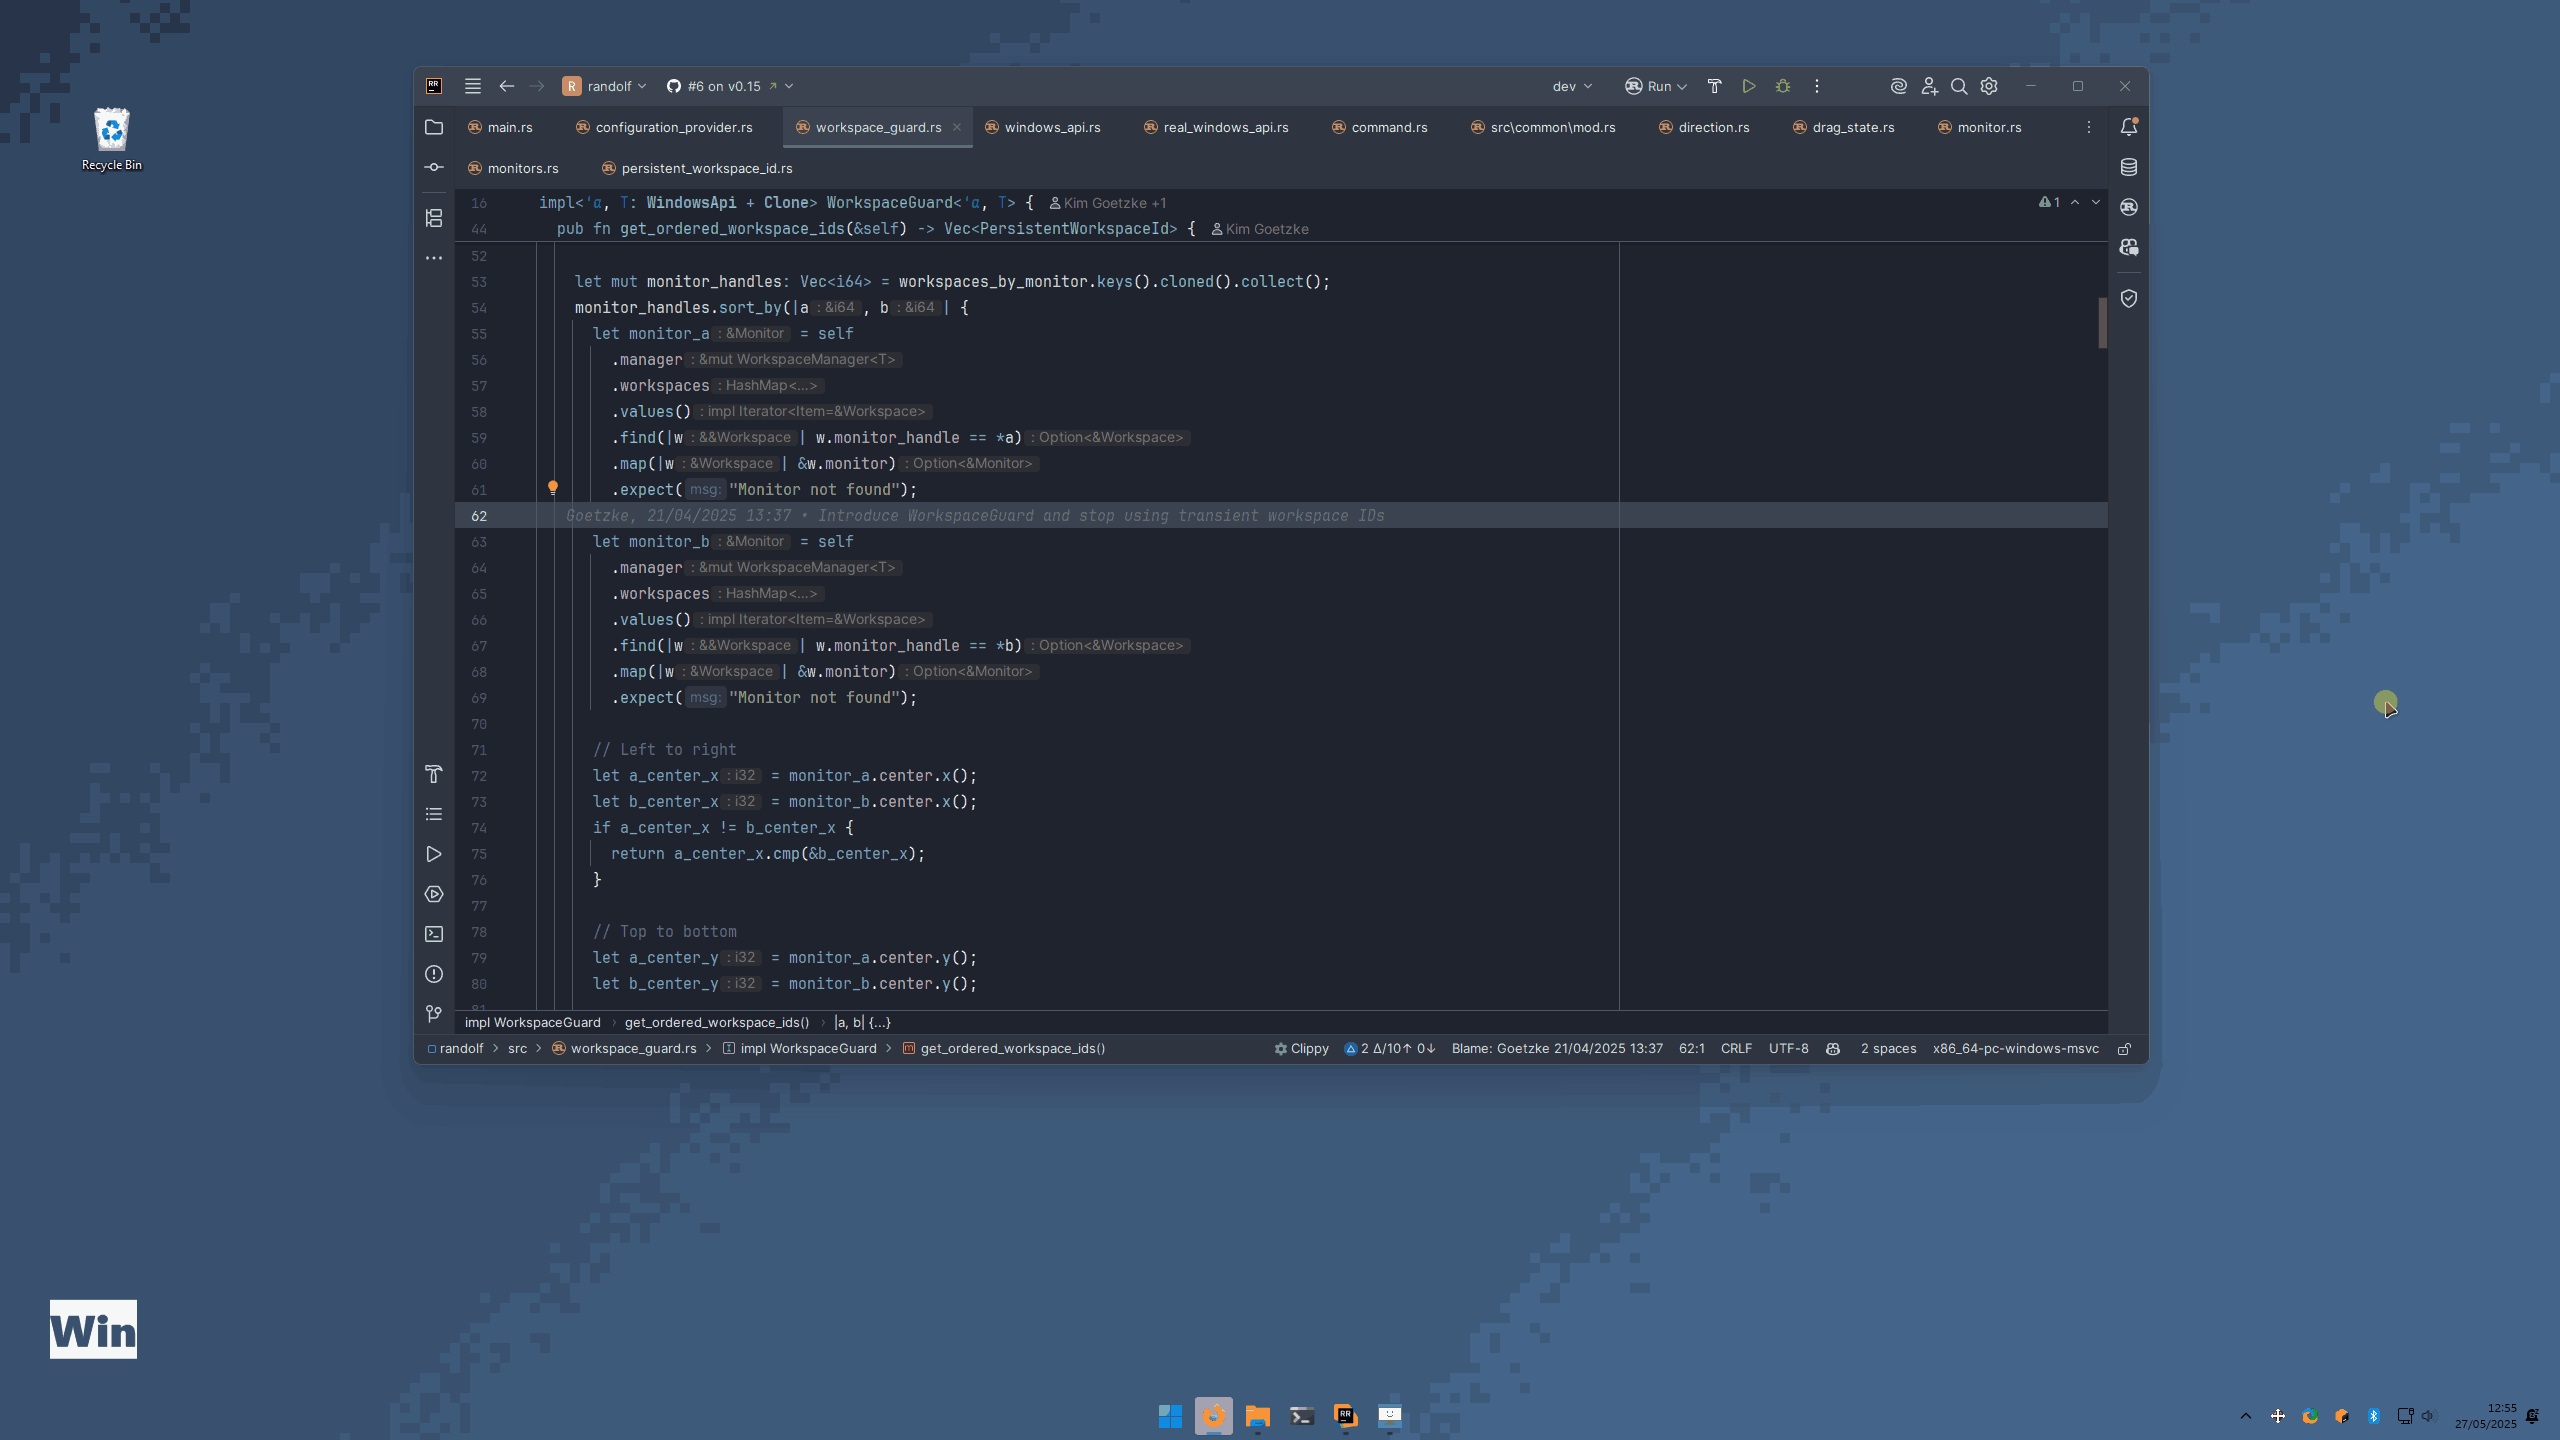 Recycle Bin
RR
R randolf
#6 on v0.15
dev
Run
main.rs
configuration_provider.rs
workspace_guard.rs
windows_api.rs
real_windows_api.rs
command.rs
src\common\mod.rs
direction.rs
drag_state.rs
monitor.rs
monitors.rs
persistent_workspace_id.rs
16 impl<'a, T: WindowsApi + Clone> WorkspaceGuard<'a, T> { Kim Goetzke +1
1
44 pub fn get_ordered_workspace_ids(&self) -> Vec<PersistentWorkspaceId> { Kim Goetzke
52
53 let mut monitor_handles: Vec<i64> = workspaces_by_monitor.keys().cloned().collect();
54 monitor_handles.sort_by(|a : &i64 , b : &i64 | {
55 let monitor_a : &Monitor = self
56 .manager : &mut WorkspaceManager<T>
57 .workspaces : HashMap<...>
58 .values() : impl Iterator<Item=&Workspace>
59 .find(|w : &&Workspace | w.monitor_handle == *a) : Option<&Workspace>
60 .map(|w : &Workspace | &w.monitor) : Option<&Monitor>
61 .expect( msg: "Monitor not found");
62 Goetzke, 21/04/2025 13:37 • Introduce WorkspaceGuard and stop using transient workspace IDs
63 let monitor_b : &Monitor = self
64 .manager : &mut WorkspaceManager<T>
65 .workspaces : HashMap<...>
66 .values() : impl Iterator<Item=&Workspace>
67 .find(|w : &&Workspace | w.monitor_handle == *b) : Option<&Workspace>
68 .map(|w : &Workspace | &w.monitor) : Option<&Monitor>
69 .expect( msg: "Monitor not found");
70
71 // Left to right
72 let a_center_x : i32 = monitor_a.center.x();
73 let b_center_x : i32 = monitor_b.center.x();
74 if a_center_x != b_center_x {
75 return a_center_x.cmp(&b_center_x);
76 }
77
78 // Top to bottom
79 let a_center_y : i32 = monitor_a.center.y();
80 let b_center_y : i32 = monitor_b.center.y();
81
impl WorkspaceGuard › get_ordered_workspace_ids() › |a, b| {...}
randolf > src > workspace_guard.rs > impl WorkspaceGuard > get_ordered_workspace_ids()
Clippy
2 Δ/10↑ 0↓
Blame: Goetzke 21/04/2025 13:37
62:1
CRLF
UTF-8
2 spaces
x86_64-pc-windows-msvc
Win
RR
12:55
27/05/2025